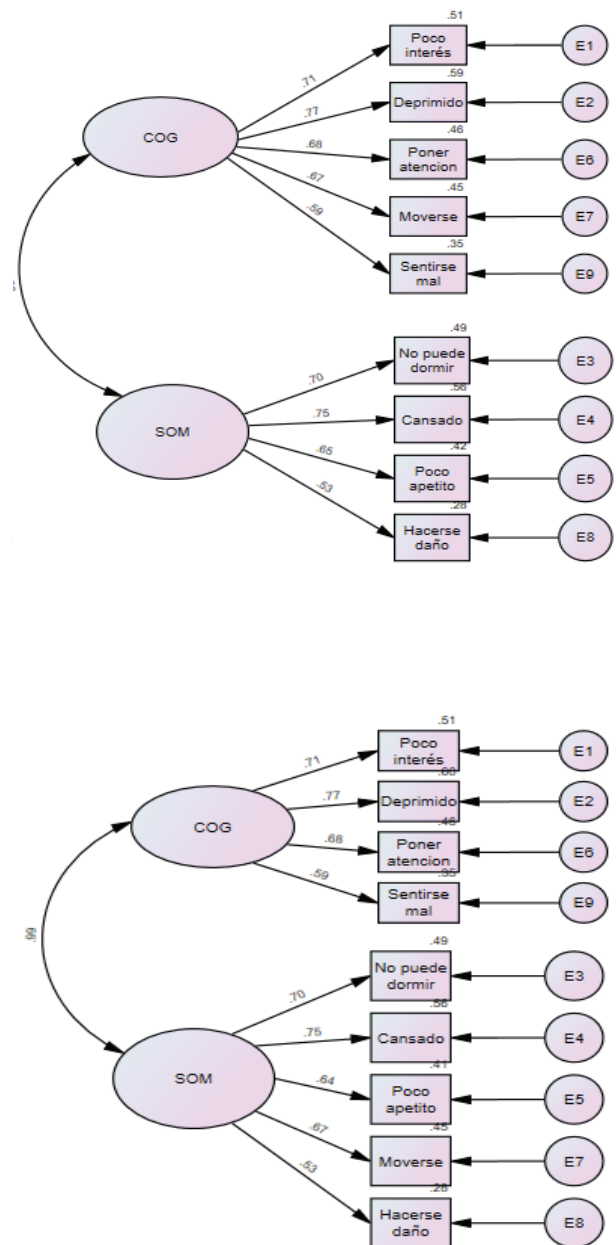 .51
Poco
interés
E1
.71
.59
Deprimido
E2
.77
COG
.46
Poner
atencion
E6
.68
.45
Moverse
E7
.67
.35
Sentirse
mal
E9
.59
.49
No puede
dormir
E3
.70
.56
Cansado
E4
.75
SOM
.42
Poco
apetito
E5
.65
.28
Hacerse
daño
E8
.53
.51
Poco
interés
E1
.71
Deprimido
E2
.77
COG
.46
Poner
atencion
E6
.68
.35
Sentirse
mal
E9
.59
.99
.49
No puede
dormir
E3
.70
.56
Cansado
E4
.75
SOM
.41
Poco
apetito
E5
.64
.45
Moverse
E7
.67
.28
Hacerse
daño
E8
.53